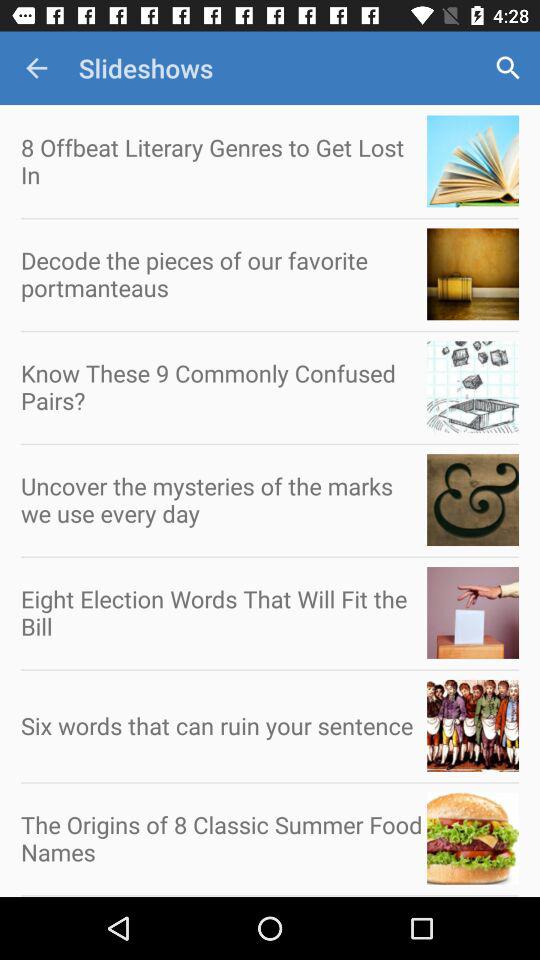 4:28
Slideshows
8 Offbeat Literary Genres to Get Lost
In
Decode the pieces of our favorite
portmanteaus
Know These 9 Commonly Confused
Pairs?
Uncover the mysteries of the marks
we use every day
&
Eight Election Words That Will Fit the
Bill
Six words that can ruin your sentence
The Origins of 8 Classic Summer Food
Names